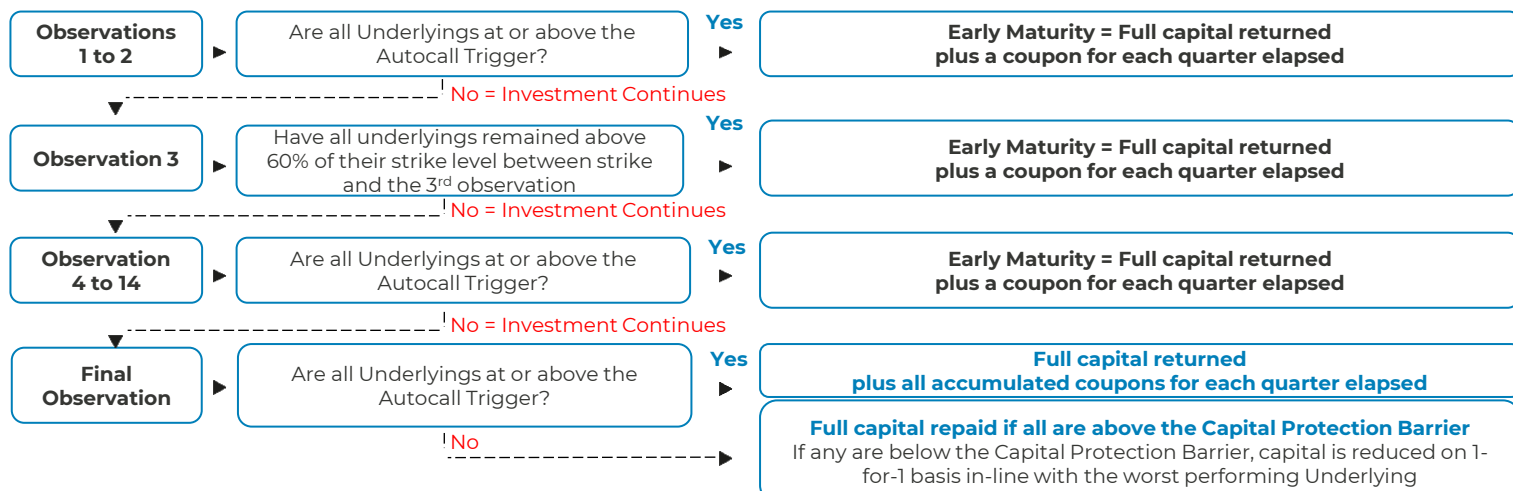 Observations
1 to 2
Are all Underlyings at or above the
Autocall Trigger?
Yes
Early Maturity = Full capital returned
plus a coupon for each quarter elapsed
No = Investment Continues
Observation 3
Have all underlyings remained above
60% of their strike level between strike
and the 3rd observation
Yes
Early Maturity = Full capital returned
plus a coupon for each quarter elapsed
No = Investment Continues
Observation
4 to 14
Are all Underlyings at or above the
Autocall Trigger?
Yes
Early Maturity = Full capital returned
plus a coupon for each quarter elapsed
No = Investment Continues
Final
Observation
Are all Underlyings at or above the
Autocall Trigger?
Yes
Full capital returned
plus all accumulated coupons for each quarter elapsed
No
Full capital repaid if all are above the Capital Protection Barrier
If any are below the Capital Protection Barrier, capital is reduced on 1-
for-1 basis in-line with the worst performing Underlying